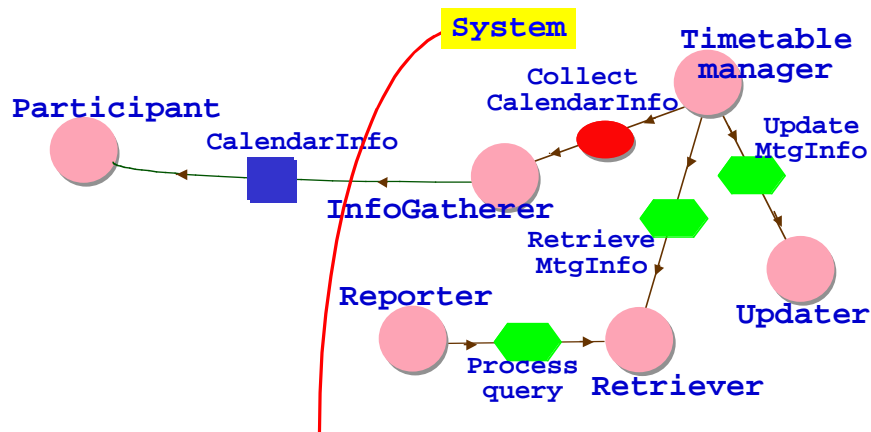 System
Timetable
manager
Collect
CalendarInfo
Participant
CalendarInfo
Update
MtgInfo
InfoGatherer
Retrieve
MtgInfo
Reporter
Updater
Process
query
Retriever